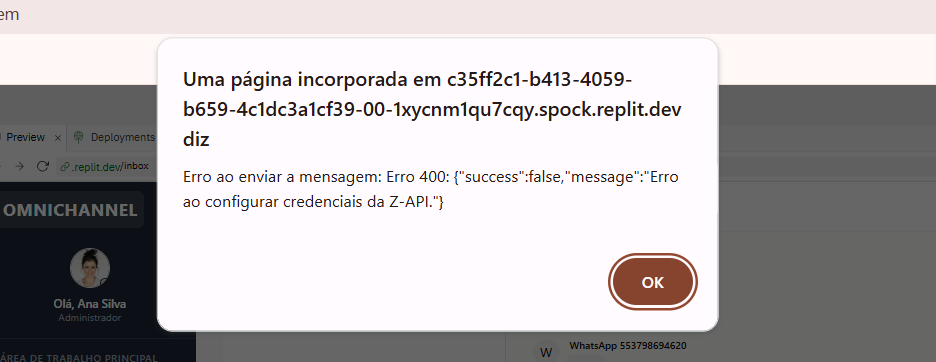 em
Uma página incorporada em c35ff2c1-b413-4059-
b659-4c1dc3a1cf39-00-1xycnm1qu7cqy.spock.replit.dev
diz
Erro ao enviar a mensagem: Erro 400: {"success":false,"message":"Erro
ao configurar credenciais da Z-API."}
OK
Preview
Deployments
.replit.dev/inbox
OMNICHANNEL
Olá, Ana Silva
Administrador
ÁREA DE TRABALHO PRINCIPAL
W
WhatsApp 553798694620